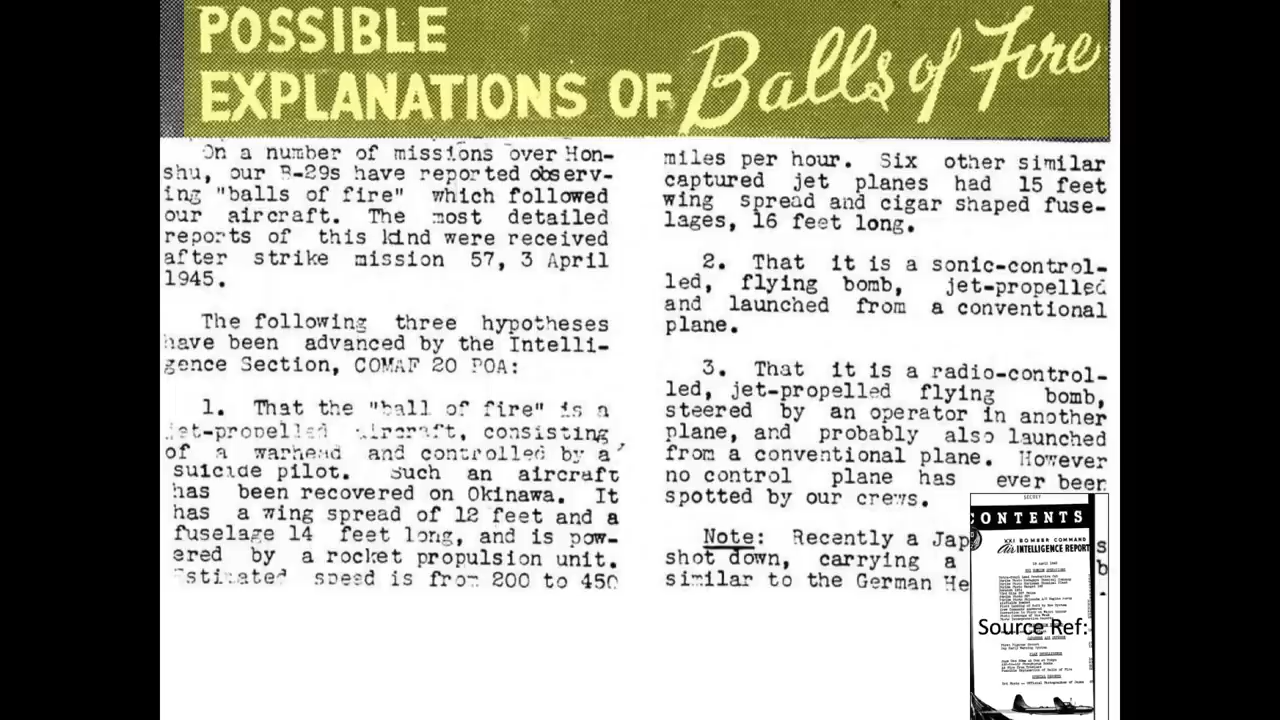 POSSIBLE
EXPLANATIONS OF Balls of Fire
On a number of missions over Hon-
shu, our B-29s have reported observ-
ing "balls of fire" which followed
our aircraft. The most detailed
reports of this kind were received
after strike mission 57, 3 April
1945.
The following three hypotheses
have been advanced by the Intelli-
gence Section, COMAF 20 POA:
1. That the "ball of fire" is a
jet-propelled aircraft, consisting
of a warhead and controlled by a
suicide pilot. Such an aircraft
has been recovered on Okinawa. It
has a wing spread of 12 feet and a
fuselage 14 feet long, and is pow-
ered by a rocket propulsion unit.
Estimated speed is from 200 to 450
miles per hour. Six other similar
captured jet planes had 15 feet
wing spread and cigar shaped fuse-
lages, 16 feet long.
2. That it is a sonic-control-
led, flying bomb, jet-propelled
and launched from a conventional
plane.
3. That it is a radio-control-
led, jet-propelled flying bomb,
steered by an operator in another
plane, and probably also launched
from a conventional plane. However
no control plane has ever been
spotted by our crews.
Note: Recently a Jap
shot down, carrying a
similar to the German He
s
b
.
SECRET
CONTENTS
XXI BOMBER COMMAND
Air INTELLIGENCE REPORT
Source Ref: